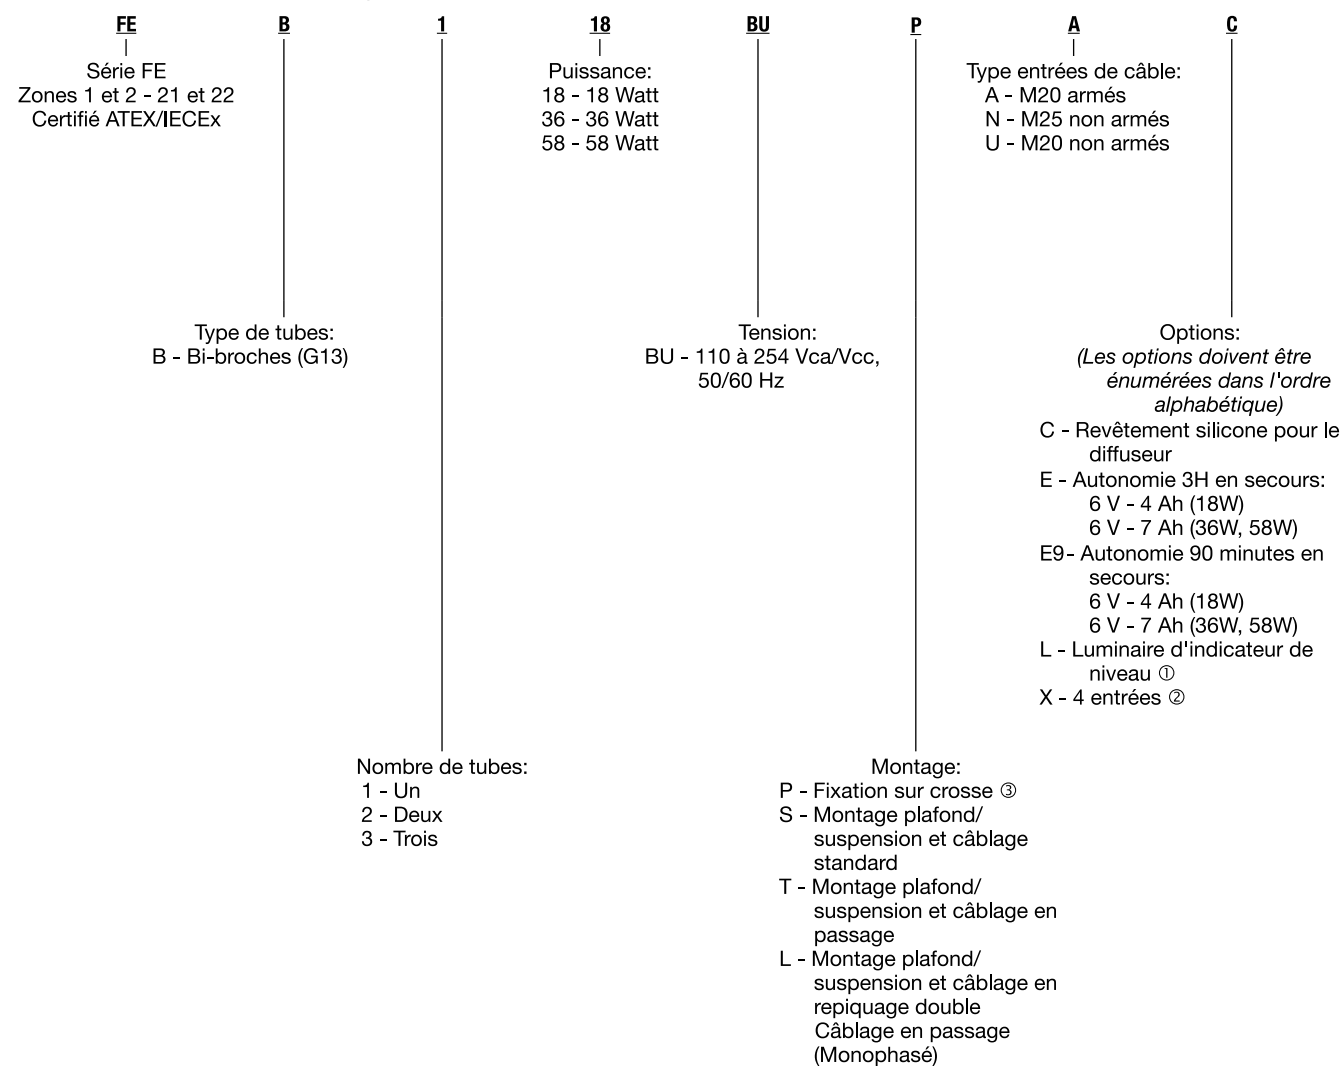 FE B 1 18 BU P A C
Série FE
Zones 1 et 2 - 21 et 22
Certifié ATEX/IECEx
Puissance:
18 - 18 Watt
36 - 36 Watt
58 - 58 Watt
Type entrées de câble:
A - M20 armés
N - M25 non armés
U - M20 non armés
Type de tubes:
B - Bi-broches (G13)
Tension:
BU - 110 à 254 Vca/Vcc,
50/60 Hz
Options:
(Les options doivent être
énumérées dans l'ordre
alphabétique)
C - Revêtement silicone pour le
diffuseur
E - Autonomie 3H en secours:
6 V - 4 Ah (18W)
6 V - 7 Ah (36W, 58W)
E9- Autonomie 90 minutes en
secours:
6 V - 4 Ah (18W)
6 V - 7 Ah (36W, 58W)
L - Luminaire d'indicateur de
niveau ①
X - 4 entrées ②
Nombre de tubes:
1 - Un
2 - Deux
3 - Trois
Montage:
P - Fixation sur crosse ③
S - Montage plafond/
suspension et câblage
standard
T - Montage plafond/
suspension et câblage en
passage
L - Montage plafond/
suspension et câblage en
repiquage double
Câblage en passage
(Monophasé)